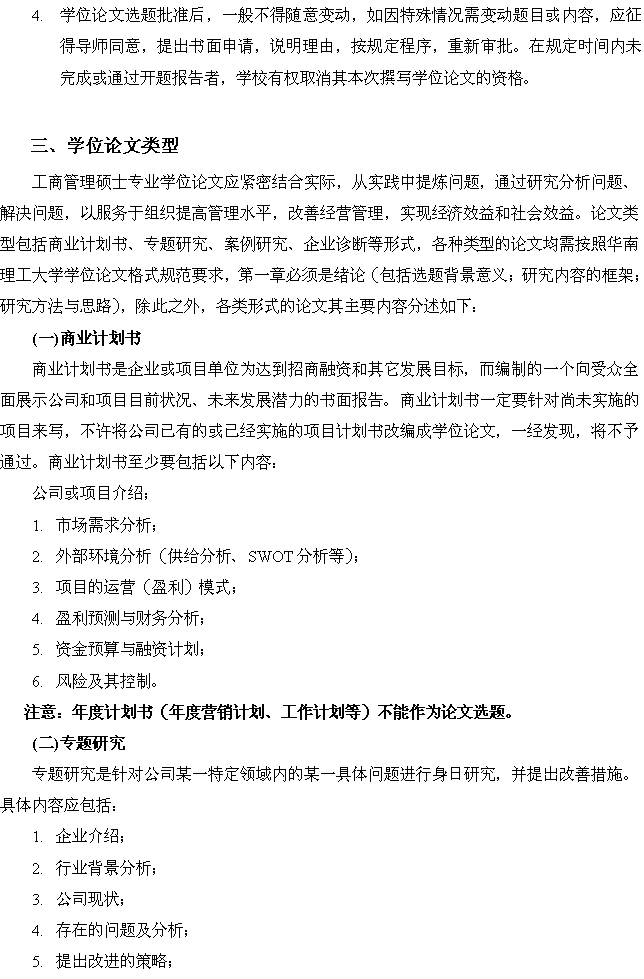 4. 学位论文选题批准后，一般不得随意变动，如因特殊情况需变动题目或内容，应征
得导师同意，提出书面申请，说明理由，按规定程序，重新审批。在规定时间内未
完成或通过开题报告者，学校有权取消其本次撰写学位论文的资格。
三、学位论文类型
工商管理硕士专业学位论文应紧密结合实际，从实践中提炼问题，通过研究分析问题、
解决问题，以服务于组织提高管理水平，改善经营管理，实现经济效益和社会效益。论文类
型包括商业计划书、专题研究、案例研究、企业诊断等形式，各种类型的论文均需按照华南
理工大学学位论文格式规范要求，第一章必须是绪论（包括选题背景意义；研究内容的框架；
研究方法与思路），除此之外，各类形式的论文其主要内容分述如下：
(一)商业计划书
商业计划书是企业或项目单位为达到招商融资和其它发展目标，而编制的一个向受众全
面展示公司和项目目前状况、未来发展潜力的书面报告。商业计划书一定要针对尚未实施的
项目来写，不许将公司已有的或已经实施的项目计划书改编成学位论文，一经发现，将不予
通过。商业计划书至少要包括以下内容：
公司或项目介绍；
1. 市场需求分析；
2. 外部环境分析（供给分析、SWOT 分析等）；
3. 项目的运营（盈利）模式；
4. 盈利预测与财务分析；
5. 资金预算与融资计划；
6. 风险及其控制。
注意：年度计划书（年度营销计划、工作计划等）不能作为论文选题。
(二)专题研究
专题研究是针对公司某一特定领域内的某一具体问题进行身日研究，并提出改善措施。
具体内容应包括：
1. 企业介绍；
2. 行业背景分析；
3. 公司现状；
4. 存在的问题及分析；
5. 提出改进的策略；